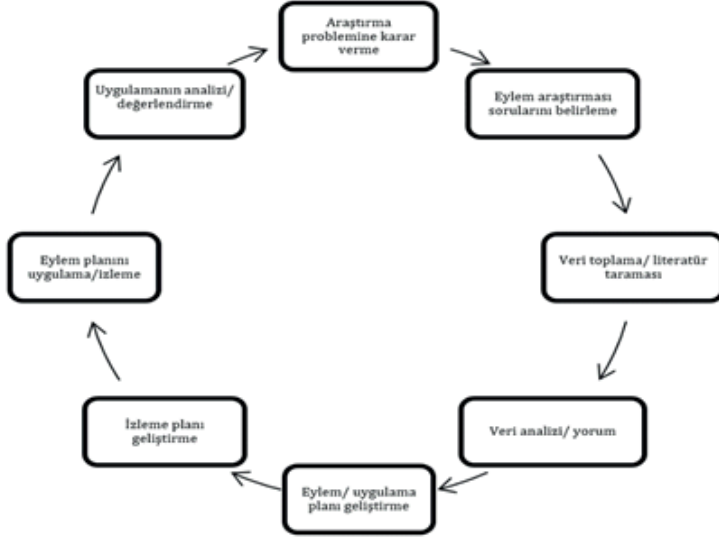 Araştırma
problemine karar
verme
Eylem araştırması
sorularını belirleme
Veri toplama/ literatür
taraması
Veri analizi/ yorum
Eylem/ uygulama
planı geliştirme
İzleme planı
geliştirme
Eylem planını
uygulama/izleme
Uygulamanın analizi/
değerlendirme